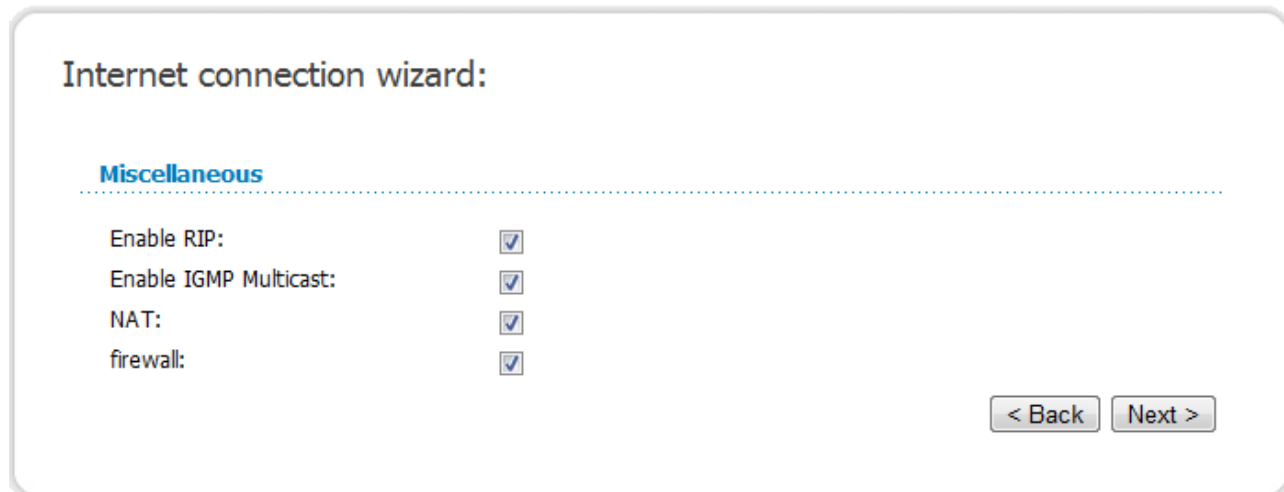 Internet connection wizard:
Miscellaneous
Enable RIP:
Enable IGMP Multicast:
NAT:
firewall:
< Back Next >